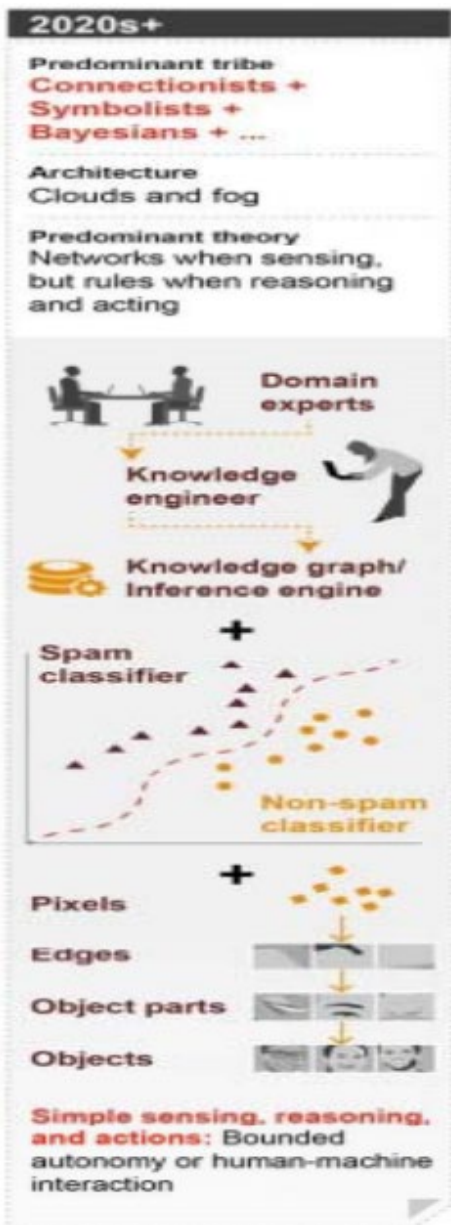 2020s+
Predominant tribe
Connectionists +
Symbolists +
Bayesians + ...
Architecture
Clouds and fog
Predominant theory
Networks when sensing,
but rules when reasoning
and acting
Domain
experts
Knowledge
engineer
Knowledge graph/
Inference engine
+
Spam
classifier
Non-spam
classifier
+
Pixels
Edges
Object parts
Objects
Simple sensing, reasoning,
and actions: Bounded
autonomy or human-machine
interaction